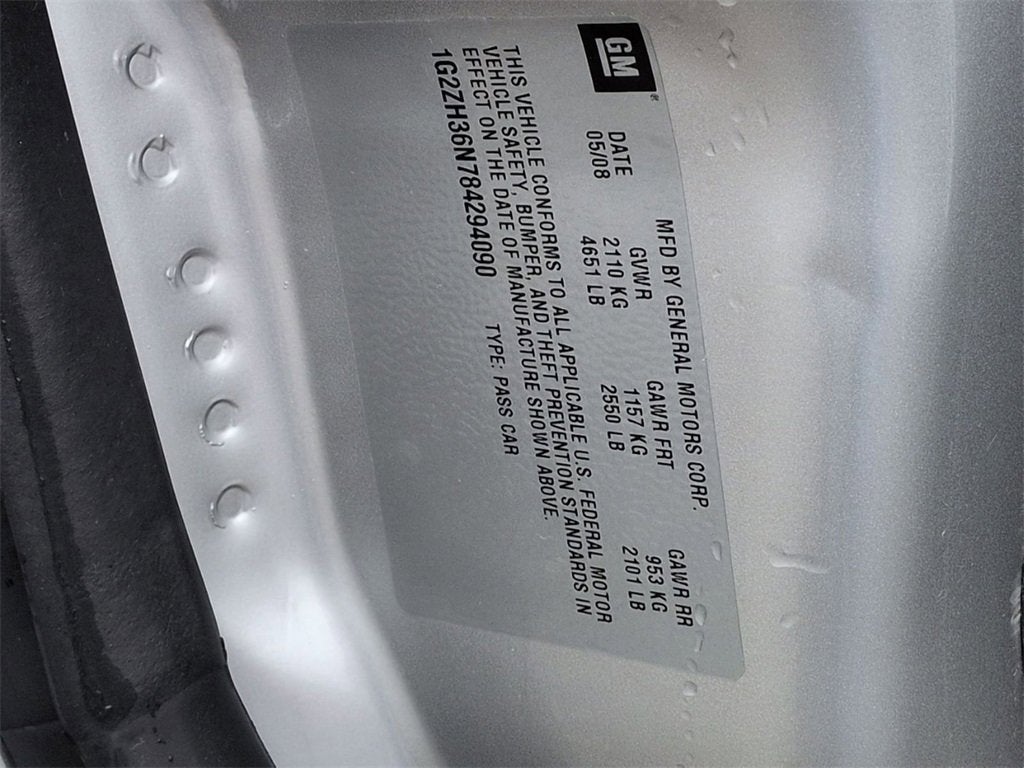 GM
MFD BY GENERAL MOTORS CORP.
DATE GVWR GAWR FRT GAWR RR
05/08 2110 KG 1157 KG 953 KG
4651 LB 2550 LB 2101 LB
THIS VEHICLE CONFORMS TO ALL APPLICABLE U.S. FEDERAL MOTOR
VEHICLE SAFETY, BUMPER, AND THEFT PREVENTION STANDARDS IN
EFFECT ON THE DATE OF MANUFACTURE SHOWN ABOVE.
1G2ZH36N784294090 TYPE: PASS CAR